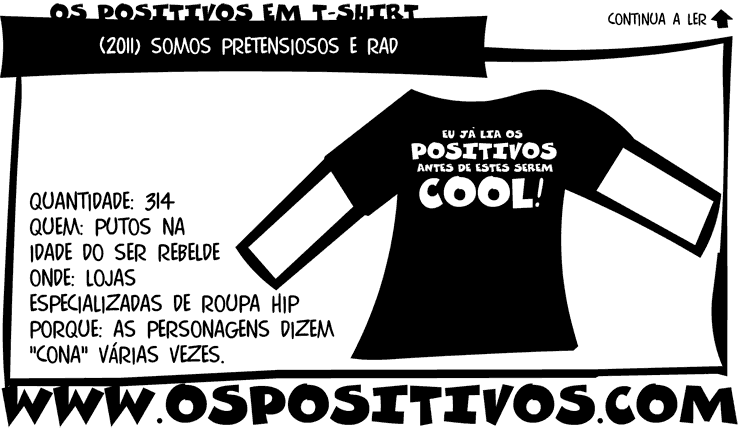 OS POSITIVOS EM T-SHIRT
CONTINUA A LER
(2011) SOMOS PRETENSIOSOS E RAD
EU JÁ LIA OS
POSITIVOS
ANTES DE ESTES SEREM
COOL!
QUANTIDADE: 314
QUEM: PUTOS NA
IDADE DO SER REBELDE
ONDE: LOJAS
ESPECIALIZADAS DE ROUPA HIP
PORQUE: AS PERSONAGENS DIZEM
"CONA" VÁRIAS VEZES.
WWW.OSPOSITIVOS.COM